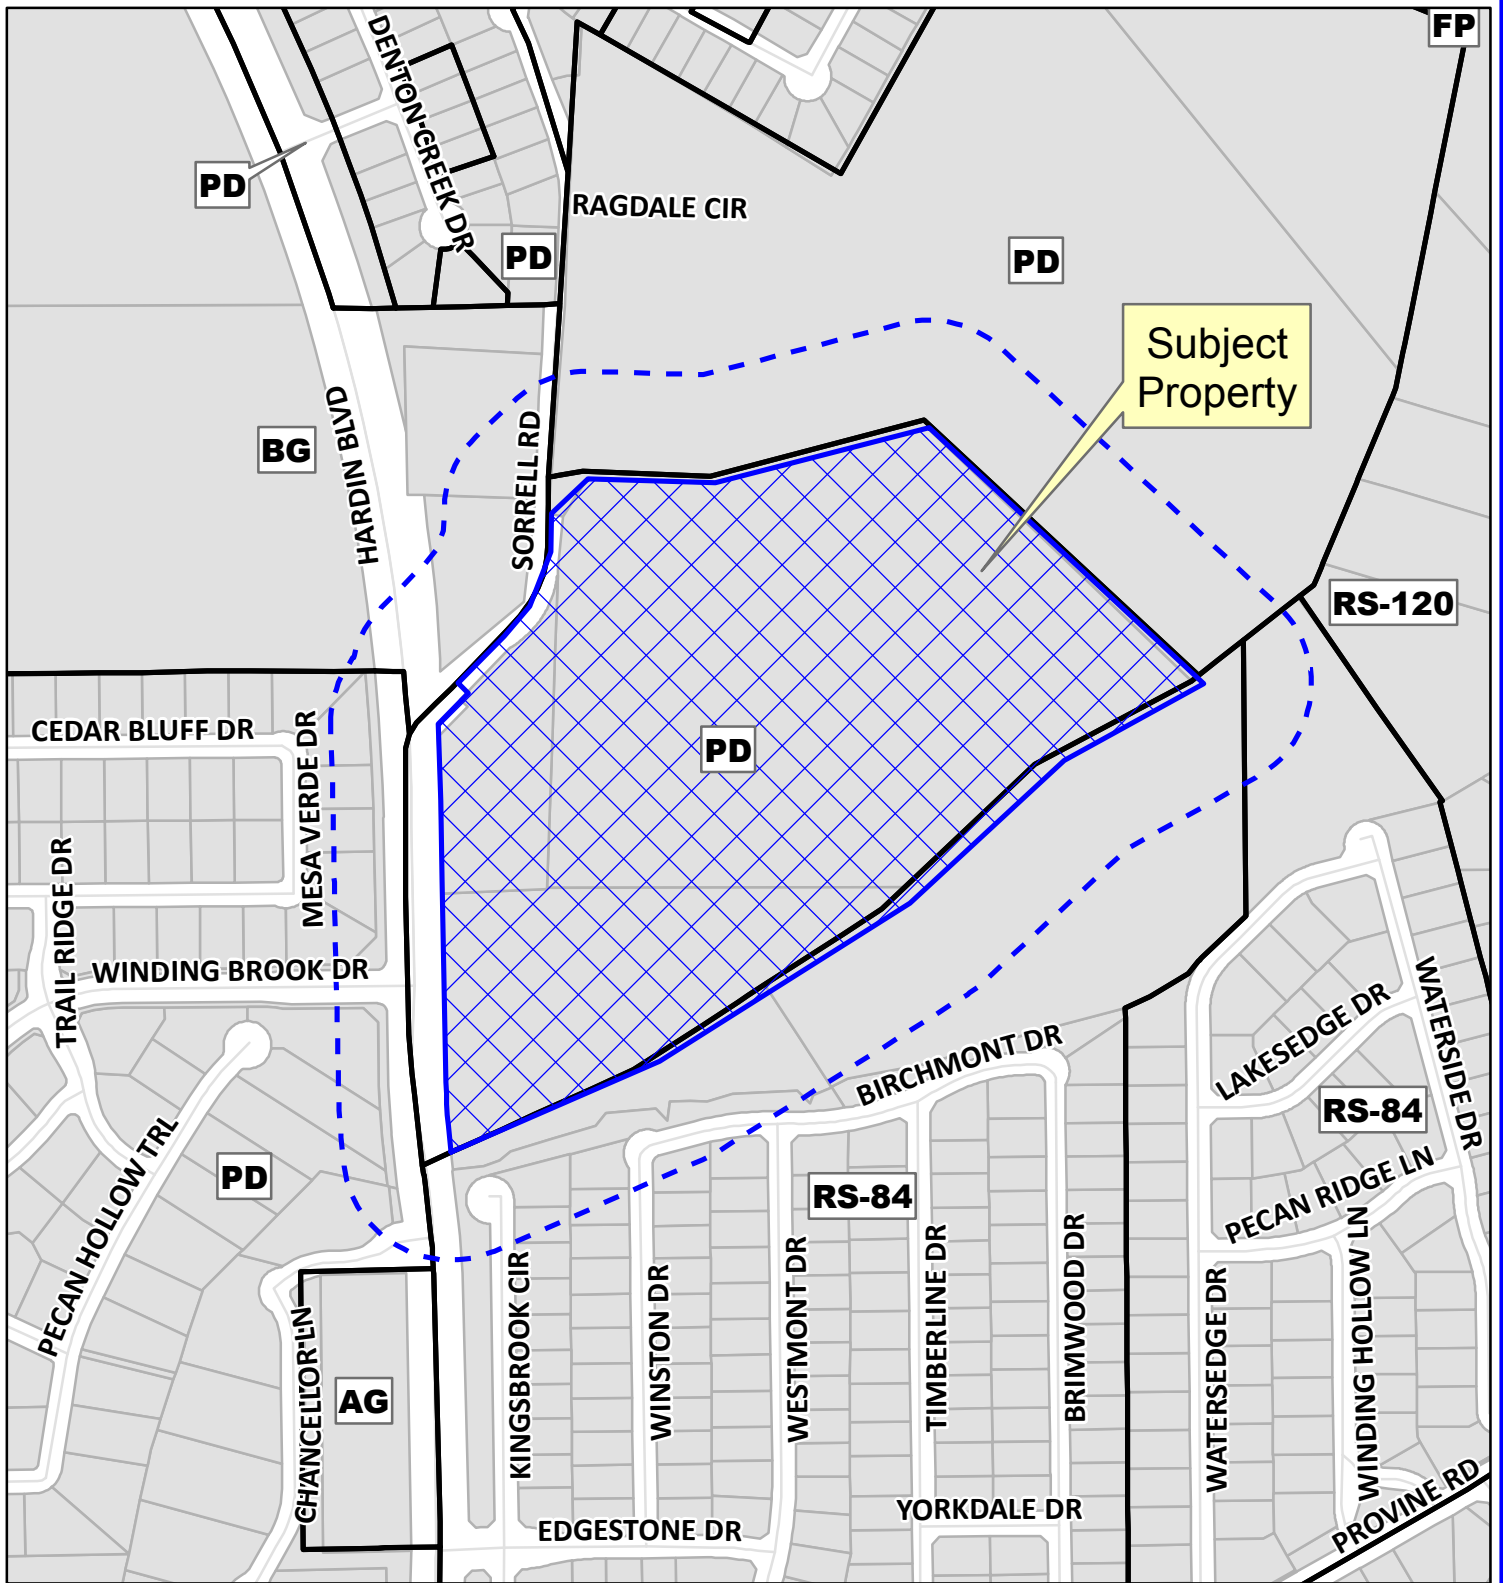 FP
DENTON CREEK DR
PD
RAGDALE CIR
PD
PD
Subject
Property
HARDIN BLVD
SORRELL RD
BG
RS-120
CEDAR BLUFF DR
MESA VERDE DR
PD
TRAIL RIDGE DR
WINDING BROOK DR
WATERSIDE DR
LAKESEDGE DR
BIRCHMONT DR
RS-84
PECAN HOLLOW TRL
PD
RS-84
PECAN RIDGE LN
KINGSBROOK CIR
WINSTON DR
WESTMONT DR
TIMBERLINE DR
BRIMWOOD DR
WATERSEDGE DR
WINDING HOLLOW LN
CHANCELLOR LN
AG
YORKDALE DR
EDGESTONE DR
PROVINE RD